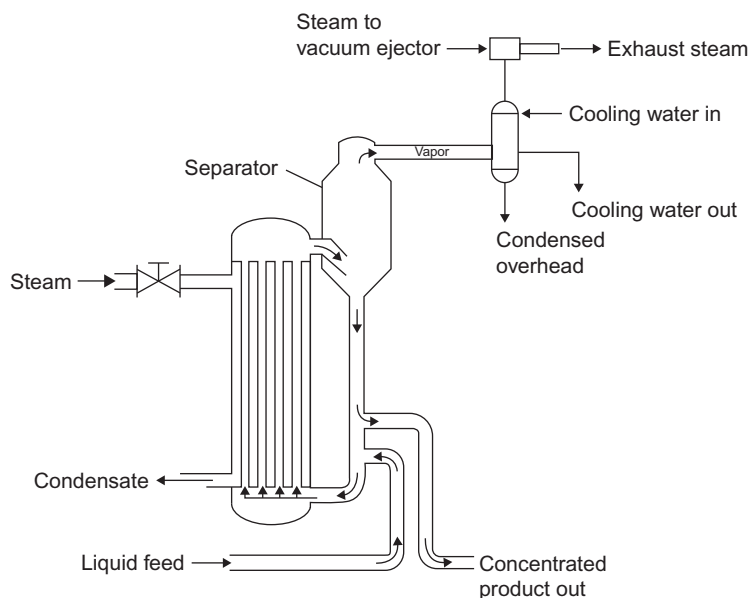 Steam to
vacuum ejector
Exhaust steam
Cooling water in
Vapor
Separator
Cooling water out
Condensed
overhead
Steam
Condensate
Liquid feed
Concentrated
product out